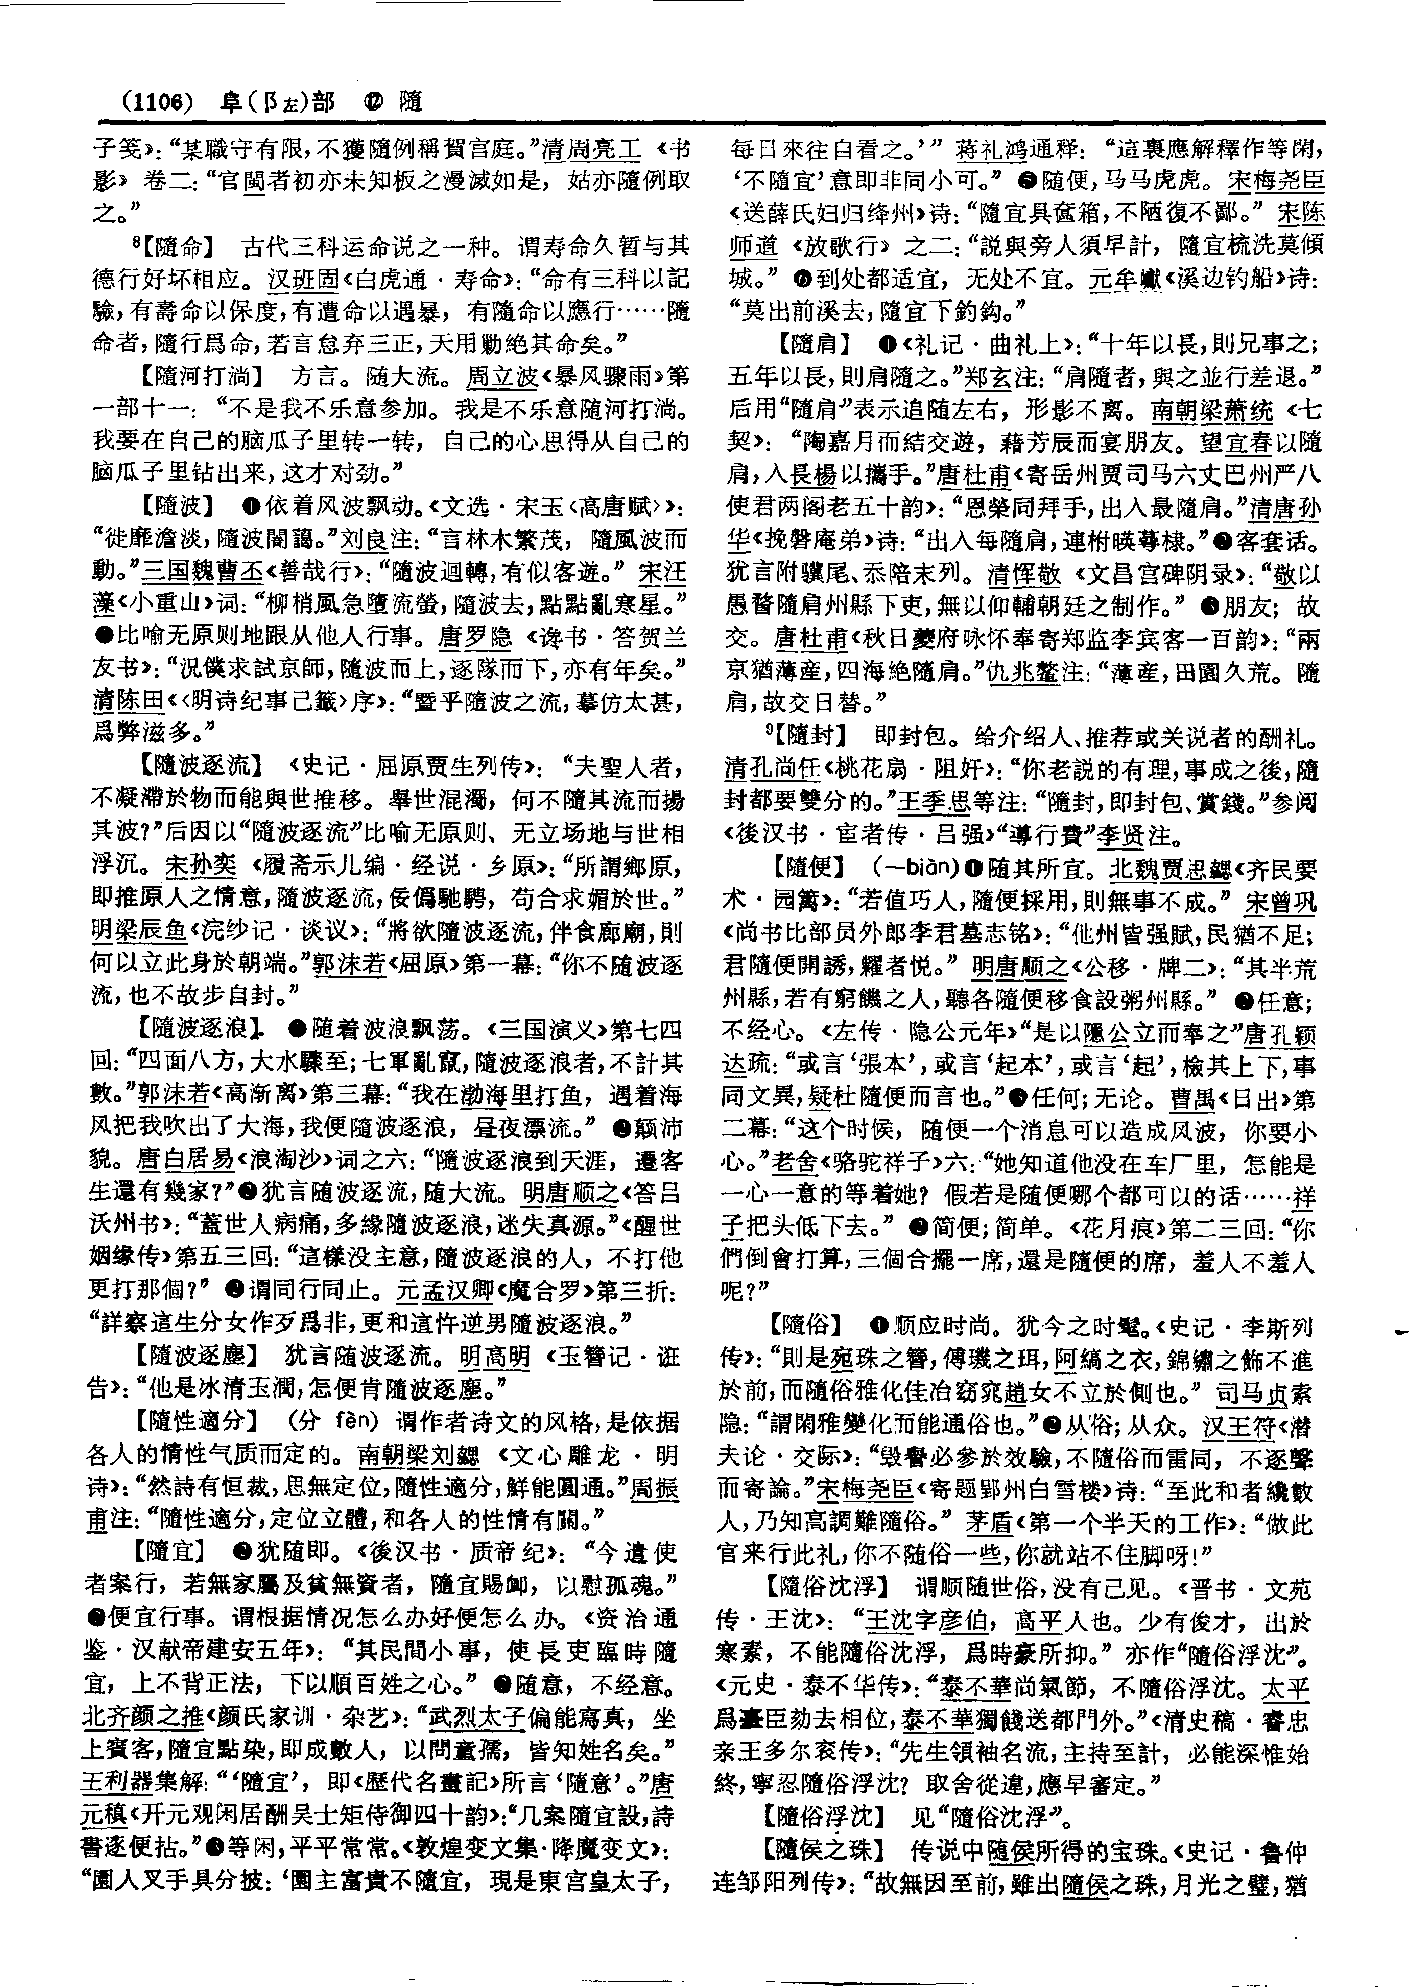 (1106) 阜(阝左)部 ⑫ 隨
子笺》：“某職守有限，不獲隨例稱賀宫庭。”清周亮工《书
影》卷二：“官閩者初亦未知板之漫滅如是，姑亦隨例取
之。”
8【隨命】 古代三科运命说之一种。谓寿命久暂与其
德行好坏相应。汉班固《白虎通·寿命》：“命有三科以記
驗，有壽命以保度，有遭命以遇暴，有隨命以應行……隨
命者，隨行爲命，若言怠弃三正，天用勦絶其命矣。”
【隨河打淌】 方言。随大流。周立波《暴风骤雨》第
一部十一：“不是我不乐意参加。我是不乐意随河打淌。
我要在自己的脑瓜子里转一转，自己的心思得从自己的
脑瓜子里钻出来，这才对劲。”
【隨波】 ❶依着风波飘动。《文选·宋玉〈高唐赋〉》：
“徙靡澹淡，隨波闇藹。”刘良注：“言林木繁茂，隨風波而
動。”三国魏曹丕《善哉行》：“隨波迴轉，有似客遊。”宋汪
藻《小重山》词：“柳梢風急墮流螢，隨波去，點點亂寒星。”
❷比喻无原则地跟从他人行事。唐罗隐《谗书·答贺兰
友书》：“况僕求試京師，隨波而上，逐隊而下，亦有年矣。”
清陈田《〈明诗纪事己籤〉序》：“暨乎隨波之流，摹仿太甚，
爲弊滋多。”
【隨波逐流】 《史记·屈原贾生列传》：“夫聖人者，
不凝滯於物而能與世推移。舉世混濁，何不隨其流而揚
其波？”后因以“隨波逐流”比喻无原则、无立场地与世相
浮沉。宋孙奕《履斋示儿编·经说·乡原》：“所謂鄉原，
即推原人之情意，隨波逐流，佞僞馳騁，苟合求媚於世。”
明梁辰鱼《浣纱记·谈议》：“將欲隨波逐流，伴食廊廟，則
何以立此身於朝端。”郭沫若《屈原》第一幕：“你不随波逐
流，也不故步自封。”
【隨波逐浪】 ❶随着波浪飘荡。《三国演义》第七四
回：“四面八方，大水驟至；七軍亂竄，隨波逐浪者，不計其
數。”郭沫若《高渐离》第三幕：“我在渤海里打鱼，遇着海
风把我吹出了大海，我便隨波逐浪，昼夜漂流。” ❷颠沛
貌。唐白居易《浪淘沙》词之六：“隨波逐浪到天涯，遷客
生還有幾家？”❸犹言随波逐流，随大流。明唐顺之《答吕
沃州书》：“蓋世人病痛，多緣隨波逐浪，迷失真源。”《醒世
姻缘传》第五三回：“這樣没主意，隨波逐浪的人，不打他
更打那個？” ❹谓同行同止。元孟汉卿《魔合罗》第三折：
“詳察這生分女作歹爲非，更和這忤逆男隨波逐浪。”
【隨波逐塵】 犹言随波逐流。明高明《玉簪记·诳
告》：“他是冰清玉潤，怎便肯隨波逐塵。”
【隨性適分】 （分 fèn）谓作者诗文的风格，是依据
各人的情性气质而定的。南朝梁刘勰《文心雕龙·明
诗》：“然詩有恒裁，思無定位，隨性適分，鮮能圓通。”周振
甫注：“隨性適分，定位立體，和各人的性情有關。”
【隨宜】 ❶犹随即。《後汉书·质帝纪》：“今遣使
者案行，若無家屬及貧無資者，隨宜賜卹，以慰孤魂。”
❷便宜行事。谓根据情况怎么办好便怎么办。《资治通
鉴·汉献帝建安五年》：“其民間小事，使長吏臨時隨
宜，上不背正法，下以順百姓之心。” ❸随意，不经意。
北齐颜之推《颜氏家训·杂艺》：“武烈太子偏能寫真，坐
上賓客，隨宜點染，即成數人，以問童孺，皆知姓名矣。”
王利器集解：“‘隨宜’，即《歷代名畫記》所言‘隨意’。”唐
元稹《开元观闲居酬吴士矩侍御四十韵》：“几案隨宜設，詩
書逐便拈。”❹等闲，平平常常。《敦煌变文集·降魔变文》：
“園人叉手具分披：‘園主富貴不隨宜，現是東宫皇太子，
每日來往自看之。’” 蒋礼鸿通释：“這裏應解釋作等閑，
‘不隨宜’意即非同小可。” ❺随便，马马虎虎。宋梅尧臣
《送薛氏妇归绛州》诗：“隨宜具奩箱，不陋復不鄙。”宋陈
师道《放歌行》之二：“説與旁人須早計，隨宜梳洗莫傾
城。” ❻到处都适宜，无处不宜。元牟巘《溪边钓船》诗：
“莫出前溪去，隨宜下釣鈎。”
【隨肩】 ❶《礼记·曲礼上》：“十年以長，則兄事之；
五年以長，則肩隨之。”郑玄注：“肩隨者，與之並行差退。”
后用“隨肩”表示追随左右，形影不离。南朝梁萧统《七
契》：“陶嘉月而結交遊，藉芳辰而宴朋友。望宜春以隨
肩，入長楊以攜手。”唐杜甫《寄岳州贾司马六丈巴州严八
使君两阁老五十韵》：“恩榮同拜手，出入最隨肩。”清唐孙
华《挽磬庵弟》诗：“出入每隨肩，連柎暎萼棣。”❷客套话。
犹言附骥尾、忝陪末列。清恽敬《文昌宫碑阴录》：“敬以
愚瞀隨肩州縣下吏，無以仰輔朝廷之制作。” ❸朋友；故
交。唐杜甫《秋日夔府咏怀奉寄郑监李宾客一百韵》：“兩
京猶薄産，四海絶隨肩。”仇兆鳌注：“薄産，田園久荒。隨
肩，故交日替。”
9【隨封】 即封包。给介绍人、推荐或关说者的酬礼。
清孔尚任《桃花扇·阻奸》：“你老説的有理，事成之後，隨
封都要雙分的。”王季思等注：“隨封，即封包、賞錢。”参阅
《後汉书·宦者传·吕强》“導行費”李贤注。
【隨便】 （—biàn）❶随其所宜。北魏贾思勰《齐民要
术·园篱》：“若值巧人，隨便採用，則無事不成。”宋曾巩
《尚书比部员外郎李君墓志铭》：“他州皆强賦，民猶不足；
君隨便開誘，糶者悦。” 明唐顺之《公移·牌二》：“其半荒
州縣，若有窮饑之人，聽各隨便移食設粥州縣。” ❷任意；
不经心。《左传·隐公元年》“是以隱公立而奉之”唐孔颖
达疏：“或言‘張本’，或言‘起本’，或言‘起’，檢其上下，事
同文異，疑杜隨便而言也。”❸任何；无论。曹禺《日出》第
二幕：“这个时候，随便一个消息可以造成风波，你要小
心。”老舍《骆驼祥子》六：“她知道他没在车厂里，怎能是
一心一意的等着她？假若是随便哪个都可以的话……祥
子把头低下去。” ❹简便；简单。《花月痕》第二三回：“你
們倒會打算，三個合擺一席，還是隨便的席，羞人不羞人
呢？”
【隨俗】 ❶顺应时尚。犹今之时髦。《史记·李斯列
传》：“則是宛珠之簪，傅璣之珥，阿縞之衣，錦繡之飾不進
於前，而隨俗雅化佳冶窈窕趙女不立於側也。” 司马贞索
隐：“謂閑雅變化而能通俗也。”❷从俗；从众。汉王符《潜
夫论·交际》：“毁譽必參於效驗，不隨俗而雷同，不逐聲
而寄論。”宋梅尧臣《寄题郢州白雪楼》诗：“至此和者纔數
人，乃知高調難隨俗。” 茅盾《第一个半天的工作》：“做此
官来行此礼，你不随俗一些，你就站不住脚呀！”
【隨俗沈浮】 谓顺随世俗，没有己见。《晋书·文苑
传·王沈》：“王沈字彦伯，高平人也。少有俊才，出於
寒素，不能隨俗沈浮，爲時豪所抑。” 亦作“隨俗浮沈”。
《元史·泰不华传》：“泰不華尚氣節，不隨俗浮沈。太平
爲臺臣劾去相位，泰不華獨餞送都門外。”《清史稿·睿忠
亲王多尔衮传》：“先生領袖名流，主持至計，必能深惟始
終，寧忍隨俗浮沈？取舍從違，應早審定。”
【隨俗浮沈】 见“隨俗沈浮”。
【隨侯之珠】 传说中随侯所得的宝珠。《史记·鲁仲
连邹阳列传》：“故無因至前，雖出隨侯之珠，月光之璧，猶